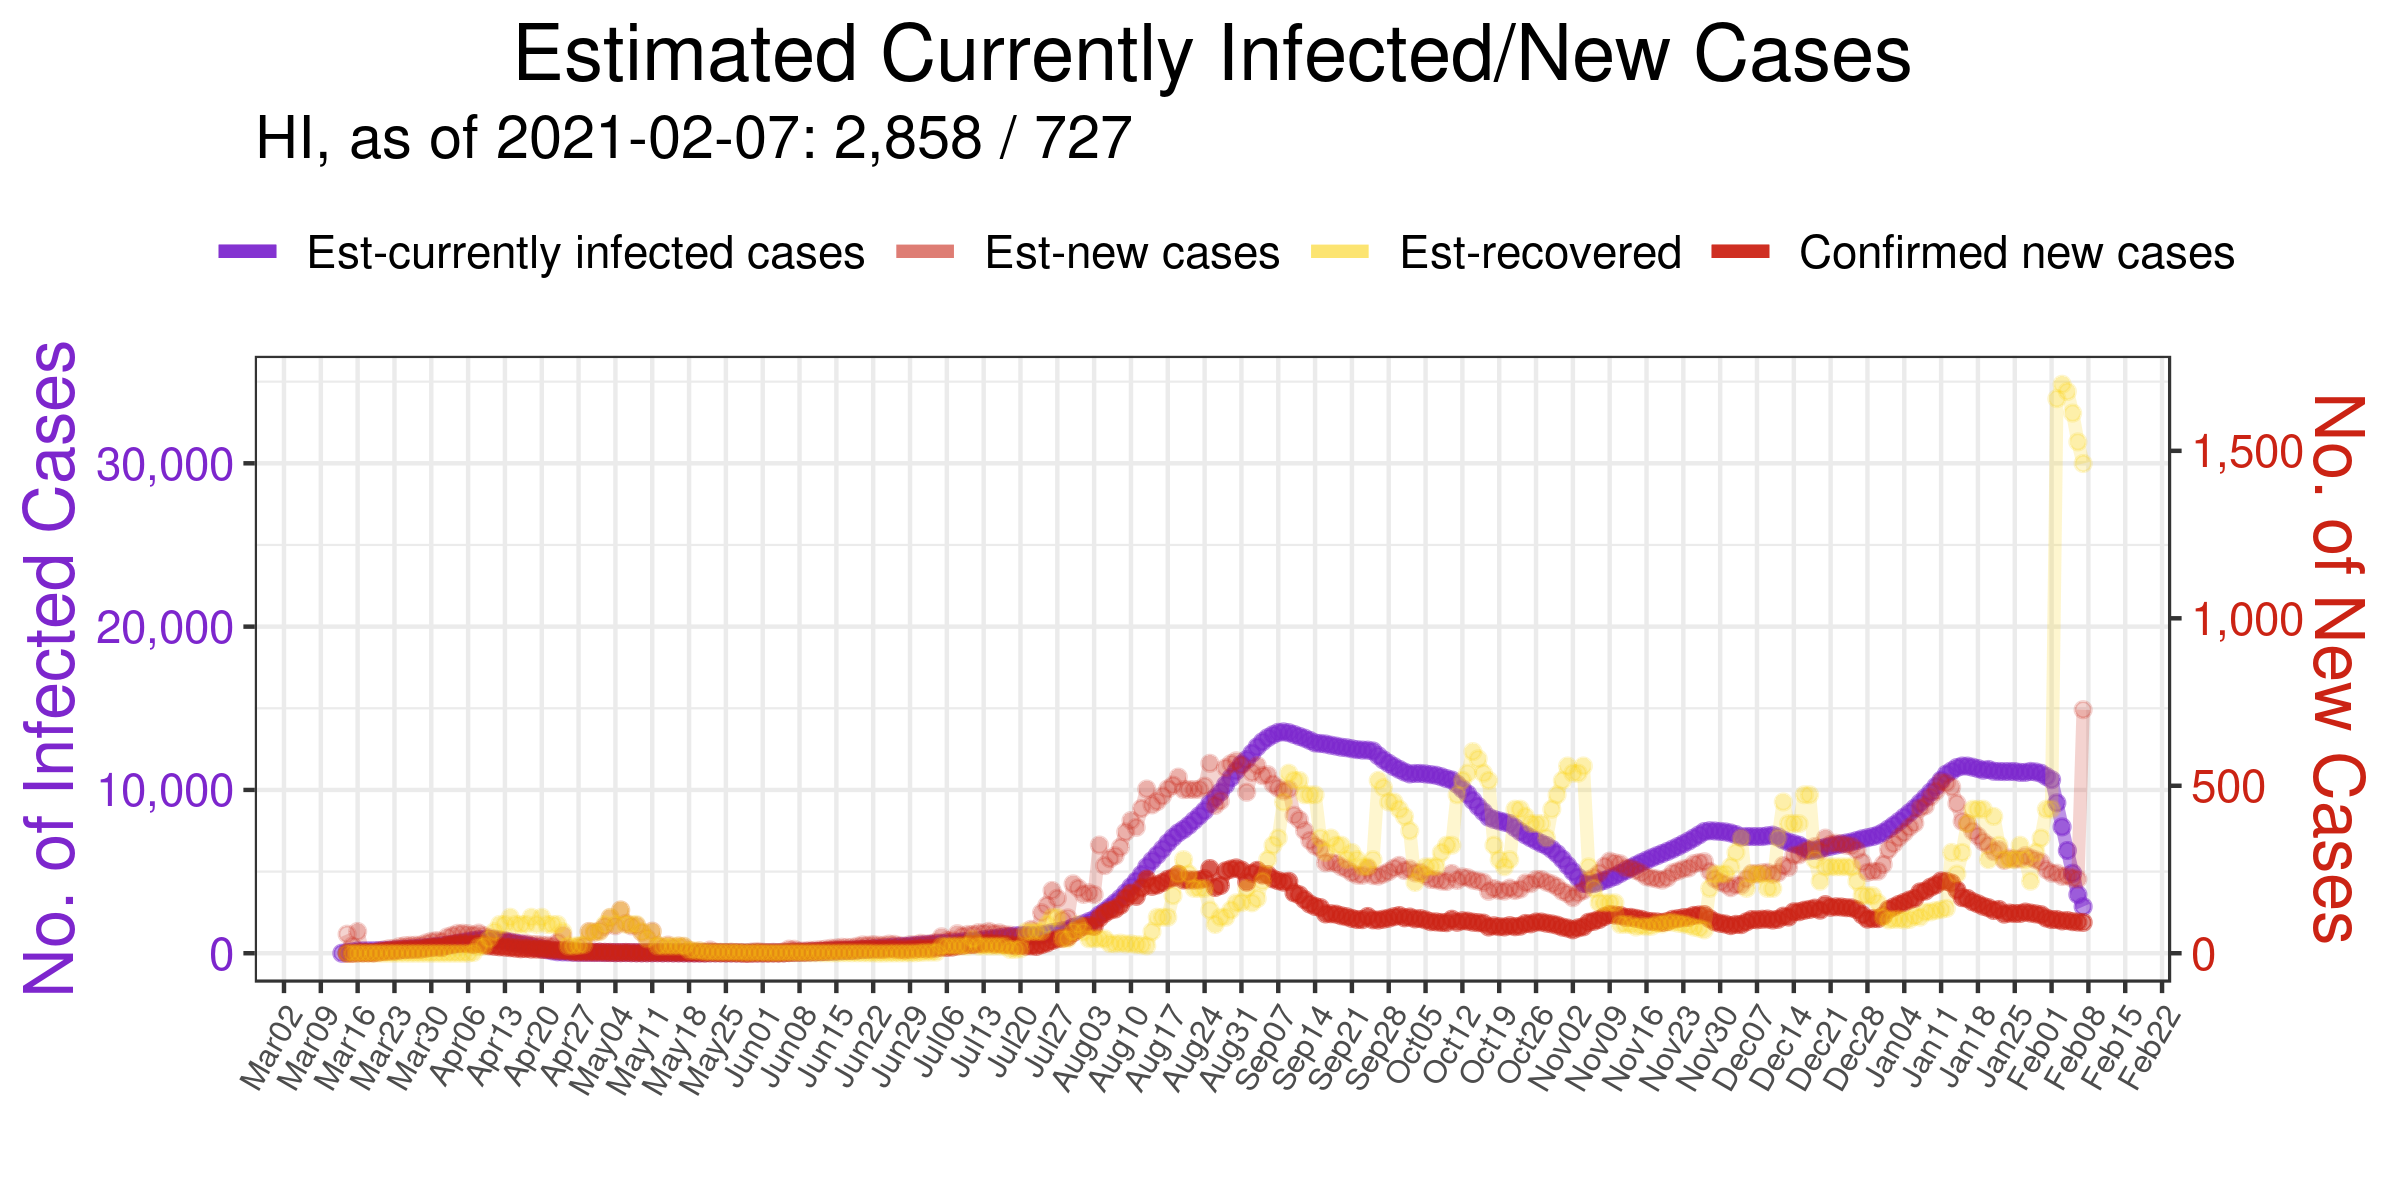 Estimated Currently Infected/New Cases
HI, as of 2021-02-07: 2,858 / 727
Est-currently infected cases Est-new cases Est-recovered Confirmed new cases
No. of Infected Cases
30,000
20,000
10,000
0
1,500
1,000
500
0
No. of New Cases
Mar02 Mar09 Mar16 Mar23 Mar30 Apr06 Apr13 Apr20 Apr27 May04 May11 May18 May25 Jun01 Jun08 Jun15 Jun22 Jun29 Jul06 Jul13 Jul20 Jul27 Aug03 Aug10 Aug17 Aug24 Aug31 Sep07 Sep14 Sep21 Sep28 Oct05 Oct12 Oct19 Oct26 Nov02 Nov09 Nov16 Nov23 Nov30 Dec07 Dec14 Dec21 Dec28 Jan04 Jan11 Jan18 Jan25 Feb01 Feb08 Feb15 Feb22